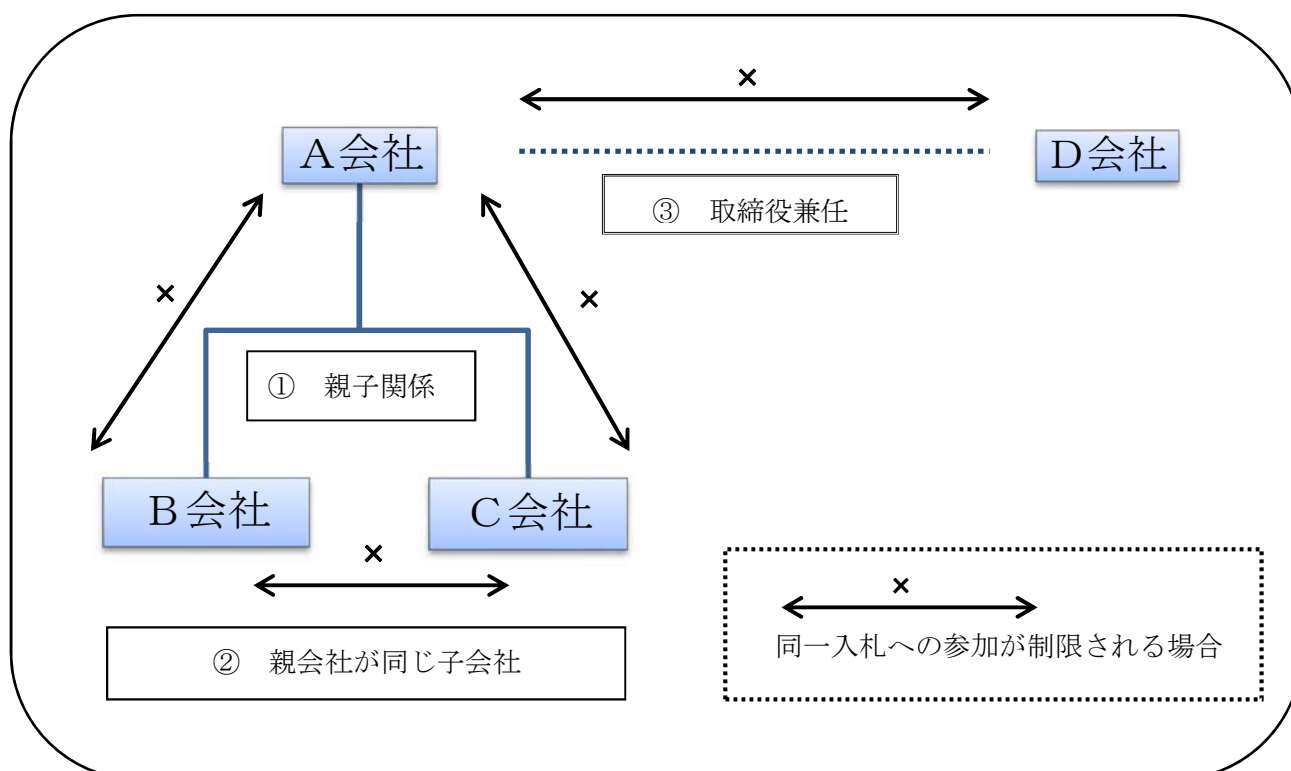 ×
A会社
D会社
③ 取締役兼任
×
×
① 親子関係
B会社
C会社
×
×
② 親会社が同じ子会社
同一入札への参加が制限される場合